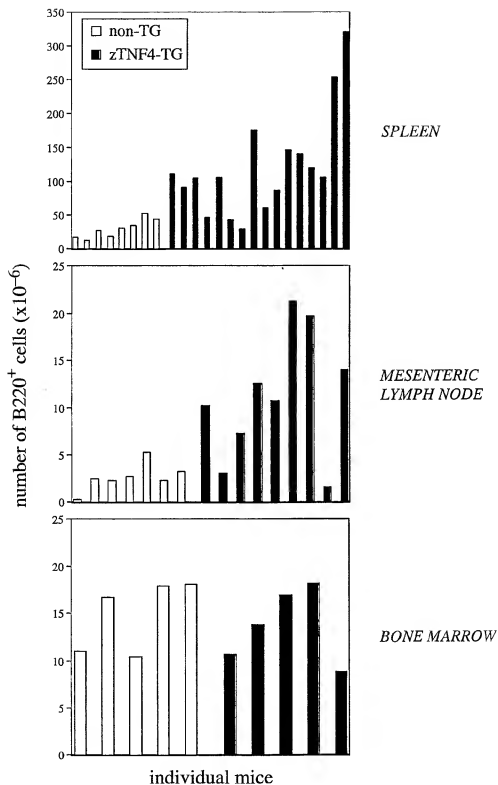 non-TG
zTNF4-TG
350
300
250
200
150
100
50
0
SPLEEN
25
20
15
10
5
0
MESENTERIC
LYMPH NODE
25
20
15
10
5
0
BONE MARROW
number of B220⁺ cells (x10⁻⁶)
individual mice